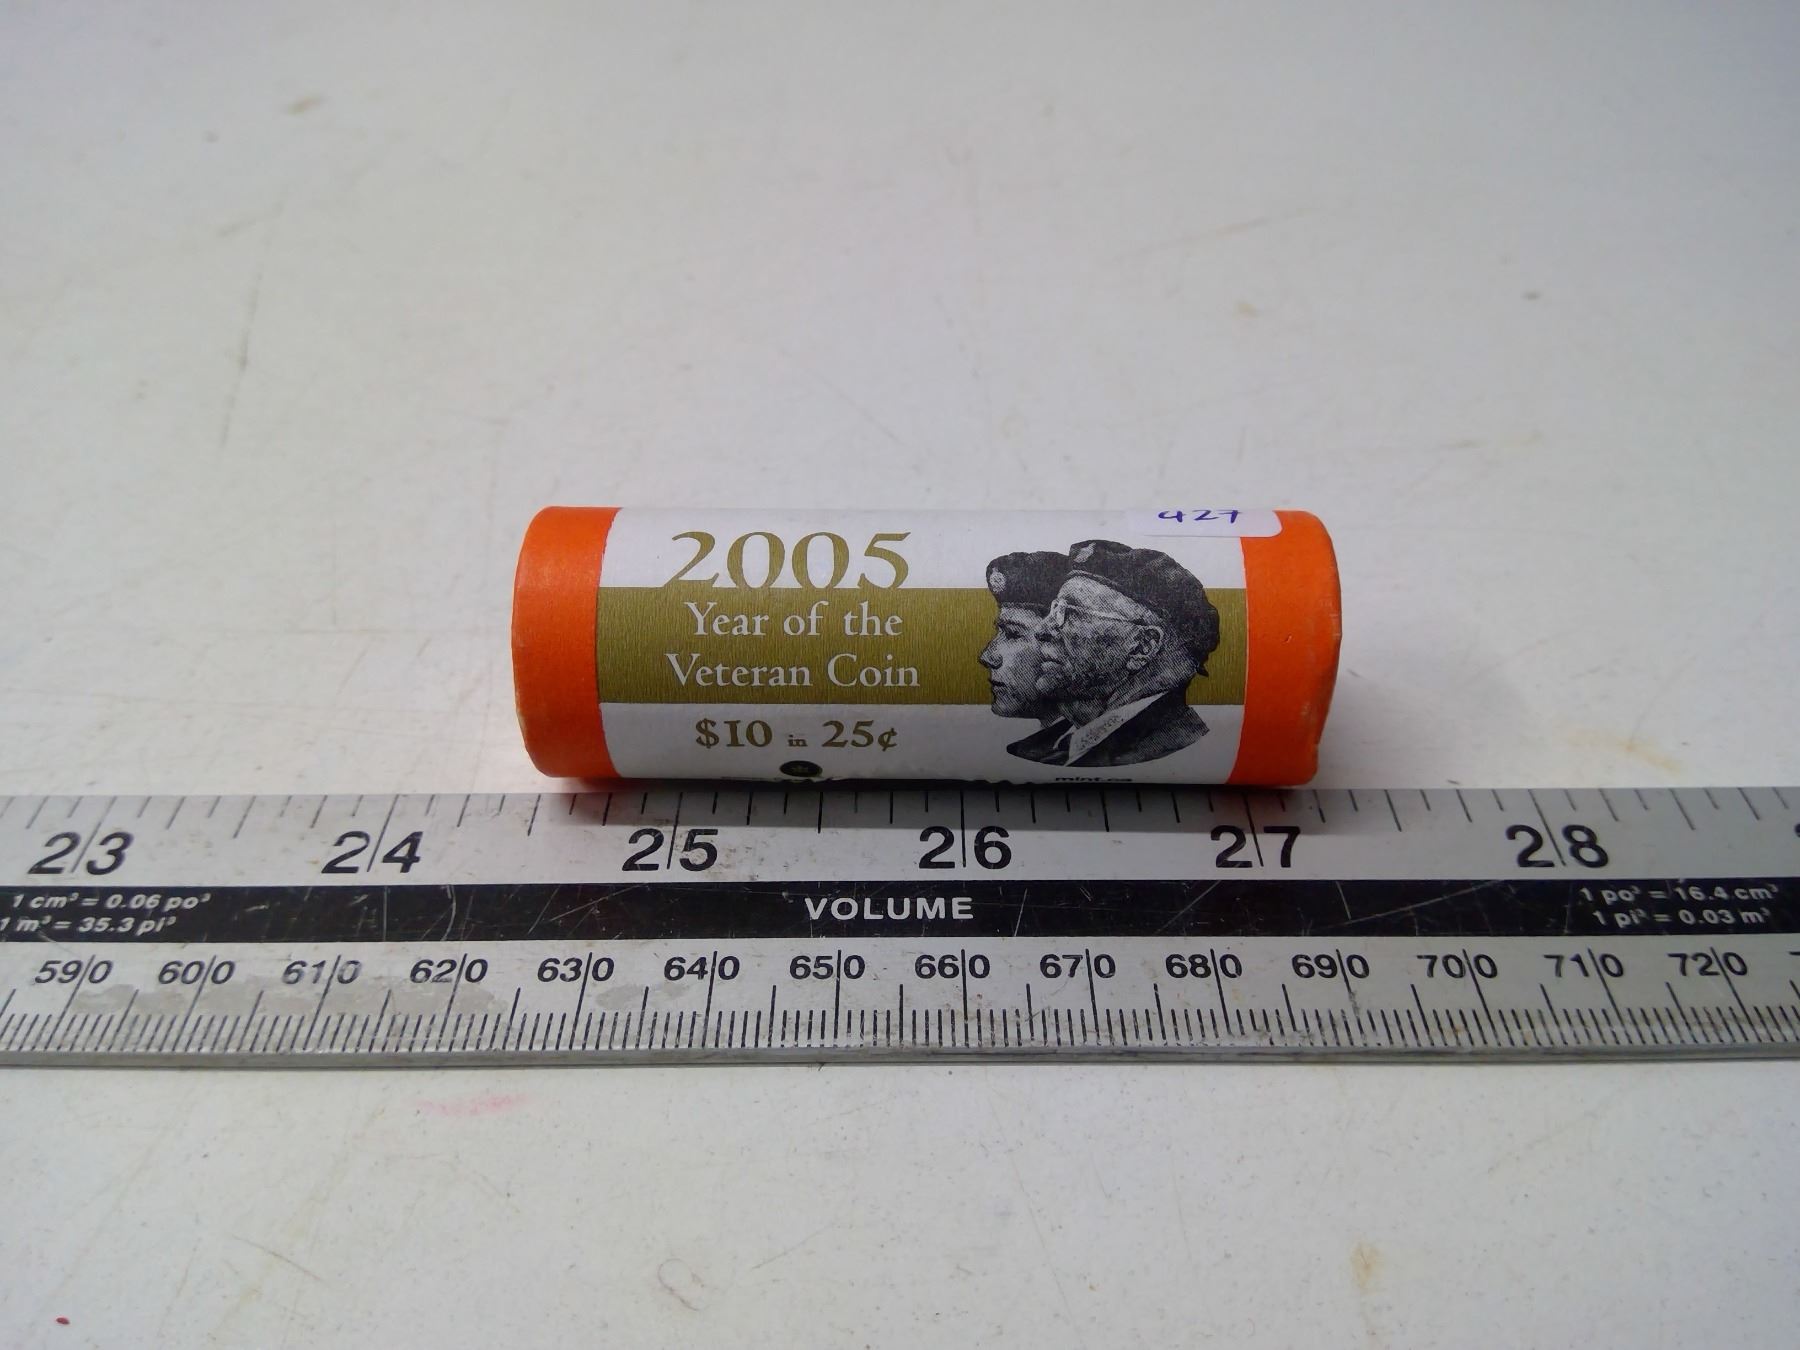 427
2005
Year of the
Veteran Coin
$10 in 25¢
mint.ca
23 24 25 26 27 28
1 cm³ = 0.06 po³
1 m³ = 35.3 pi³
VOLUME
1 po³ = 16.4 cm³
1 pi³ = 0.03 m³
590 600 610 620 630 640 650 660 670 680 690 700 710 720